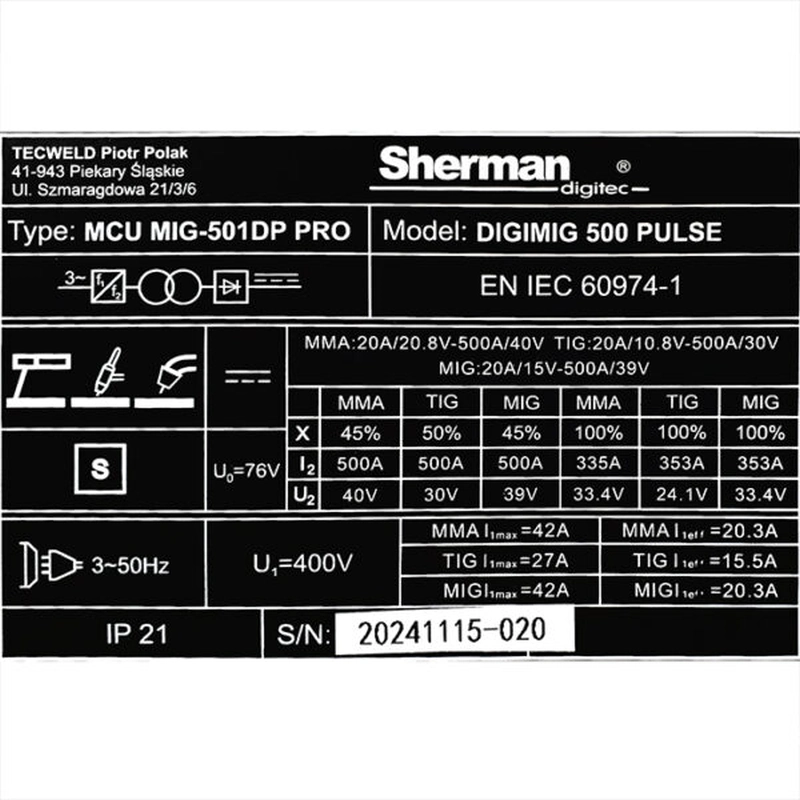 TECWELD Piotr Polak
41-943 Piekary Śląskie
Ul. Szmaragdowa 21/3/6
Sherman ®
digitec
Type: MCU MIG-501DP PRO
Model: DIGIMIG 500 PULSE
3~ f₁ f₂
EN IEC 60974-1
MMA:20A/20.8V-500A/40V TIG:20A/10.8V-500A/30V
MIG:20A/15V-500A/39V
MMA TIG MIG MMA TIG MIG
X 45% 50% 45% 100% 100% 100%
S U₀=76V
I₂ 500A 500A 500A 335A 353A 353A
U₂ 40V 30V 39V 33.4V 24.1V 33.4V
3~50Hz U₁=400V
MMA I₁max=42A MMA I₁eff=20.3A
TIG I₁max=27A TIG I₁eff=15.5A
MIGI₁max=42A MIGI₁eff=20.3A
IP 21 S/N: 20241115-020